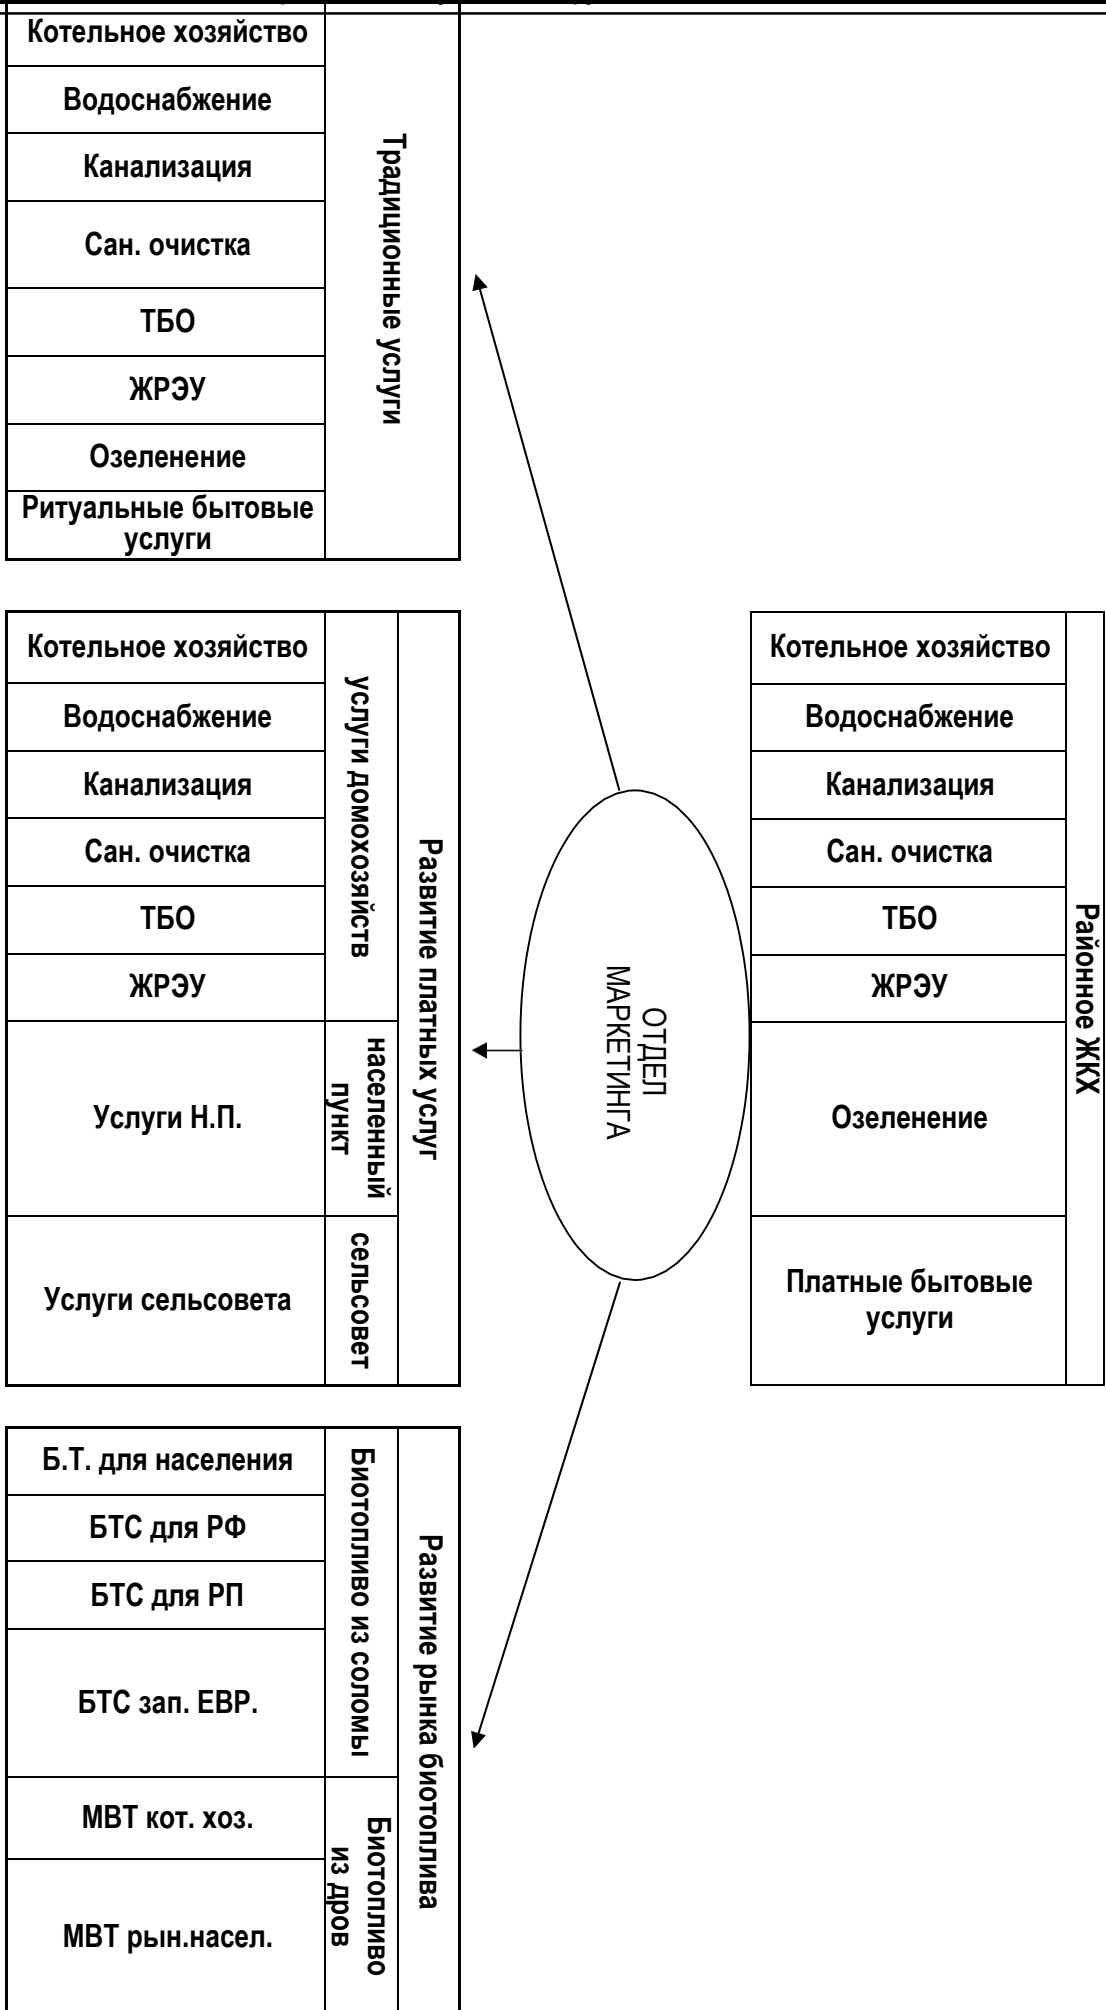 Котельное хозяйство
Водоснабжение
Канализация
Сан. очистка
ТБО
ЖРЭУ
Озеленение
Ритуальные бытовые
услуги
Традиционные услуги
Котельное хозяйство
Водоснабжение
Канализация
Сан. очистка
ТБО
ЖРЭУ
Услуги Н.П.
Услуги сельсовета
услуги домохозяйств
населенный
пункт
сельсовет
Развитие платных услуг
ОТДЕЛ
МАРКЕТИНГА
Котельное хозяйство
Водоснабжение
Канализация
Сан. очистка
ТБО
ЖРЭУ
Озеленение
Платные бытовые
услуги
Районное ЖКХ
Б.Т. для населения
БТС для РФ
БТС для РП
БТС зап. ЕВР.
МВТ кот. хоз.
МВТ рын.насел.
Биотопливо из соломы
Биотопливо
из дров
Развитие рынка биотоплива